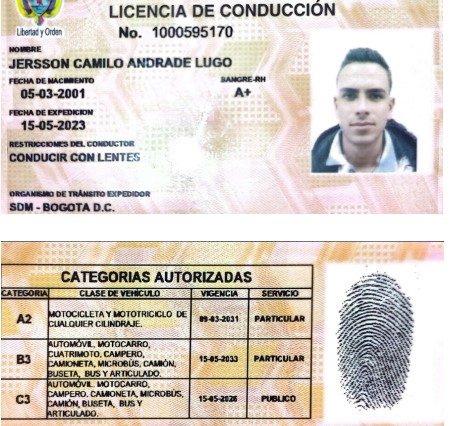 LICENCIA DE CONDUCCIÓN
Libertad y Orden
No. 1000595170
NOMBRE
JERSSON CAMILO ANDRADE LUGO
FECHA DE NACIMIENTO SANGRE-RH
05-03-2001 A+
FECHA DE EXPEDICION
15-05-2023
RESTRICCIONES DEL CONDUCTOR
CONDUCIR CON LENTES
ORGANISMO DE TRÁNSITO EXPEDIDOR
SDM - BOGOTA D.C.
CATEGORIAS AUTORIZADAS
CATEGORIA CLASE DE VEHÍCULO VIGENCIA SERVICIO
MOTOCICLETA Y MOTOTRICICLO DE
A2 CUALQUIER CILINDRAJE. 09-03-2031 PARTICULAR
AUTOMÓVIL, MOTOCARRO,
CUATRIMOTO, CAMPERO,
B3 CAMIONETA, MICROBÚS, CAMIÓN, 15-05-2033 PARTICULAR
BUSETA, BUS Y ARTICULADO.
AUTOMÓVIL, MOTOCARRO,
CAMPERO, CAMIONETA, MICROBÚS,
C3 CAMIÓN, BUSETA, BUS Y 15-05-2026 PUBLICO
ARTICULADO.